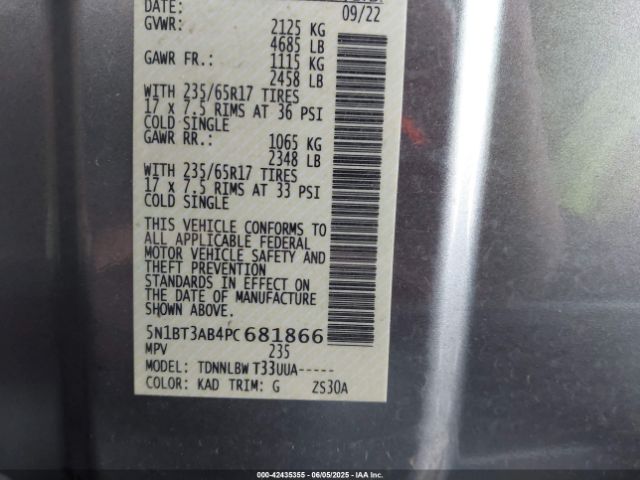 DATE: 09/22
GVWR: 2125 KG
4685 LB
GAWR FR.: 1115 KG
2458 LB
WITH 235/65R17 TIRES
17 x 7.5 RIMS AT 36 PSI
COLD SINGLE
GAWR RR.: 1065 KG
2348 LB
WITH 235/65R17 TIRES
17 x 7.5 RIMS AT 33 PSI
COLD SINGLE
THIS VEHICLE CONFORMS TO
ALL APPLICABLE FEDERAL
MOTOR VEHICLE SAFETY AND
THEFT PREVENTION
STANDARDS IN EFFECT ON
THE DATE OF MANUFACTURE
SHOWN ABOVE.
5N1BT3AB4PC681866
MPV 235
MODEL: TDNNLBW T33UUA-----
COLOR: KAD TRIM: G ZS30A
000-42435355 - 06/05/2025 - IAA Inc.